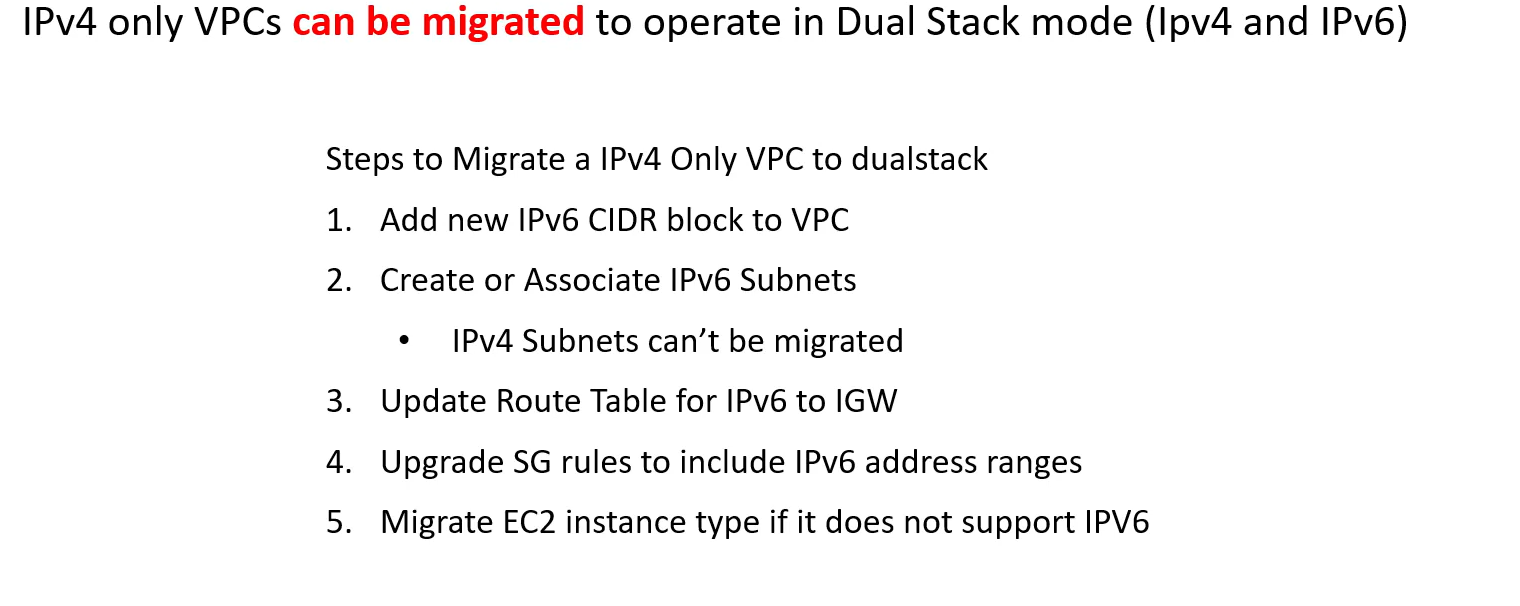 IPv4 only VPCs can be migrated to operate in Dual Stack mode (Ipv4 and IPv6)
Steps to Migrate a IPv4 Only VPC to dualstack
1. Add new IPv6 CIDR block to VPC
2. Create or Associate IPv6 Subnets
• IPv4 Subnets can’t be migrated
3. Update Route Table for IPv6 to IGW
4. Upgrade SG rules to include IPv6 address ranges
5. Migrate EC2 instance type if it does not support IPV6